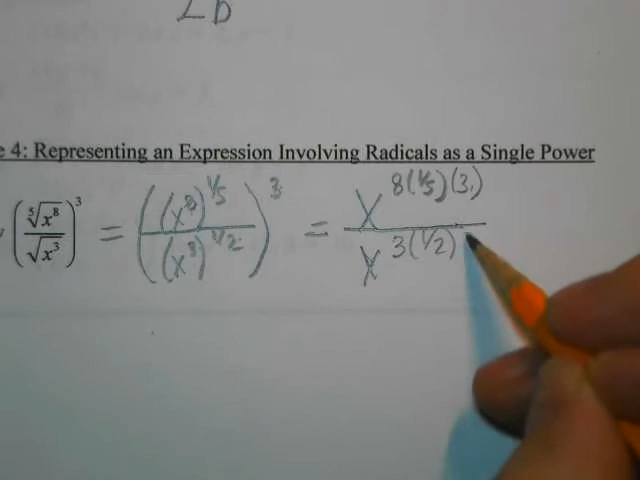 2 b
e 4: Representing an Expression Involving Radicals as a Single Power
(⁵√x⁸ / √x³)³ = ((x⁸)^1/5 / (x³)^1/2)³ = x^8(1/5)(3) / x^3(1/2)